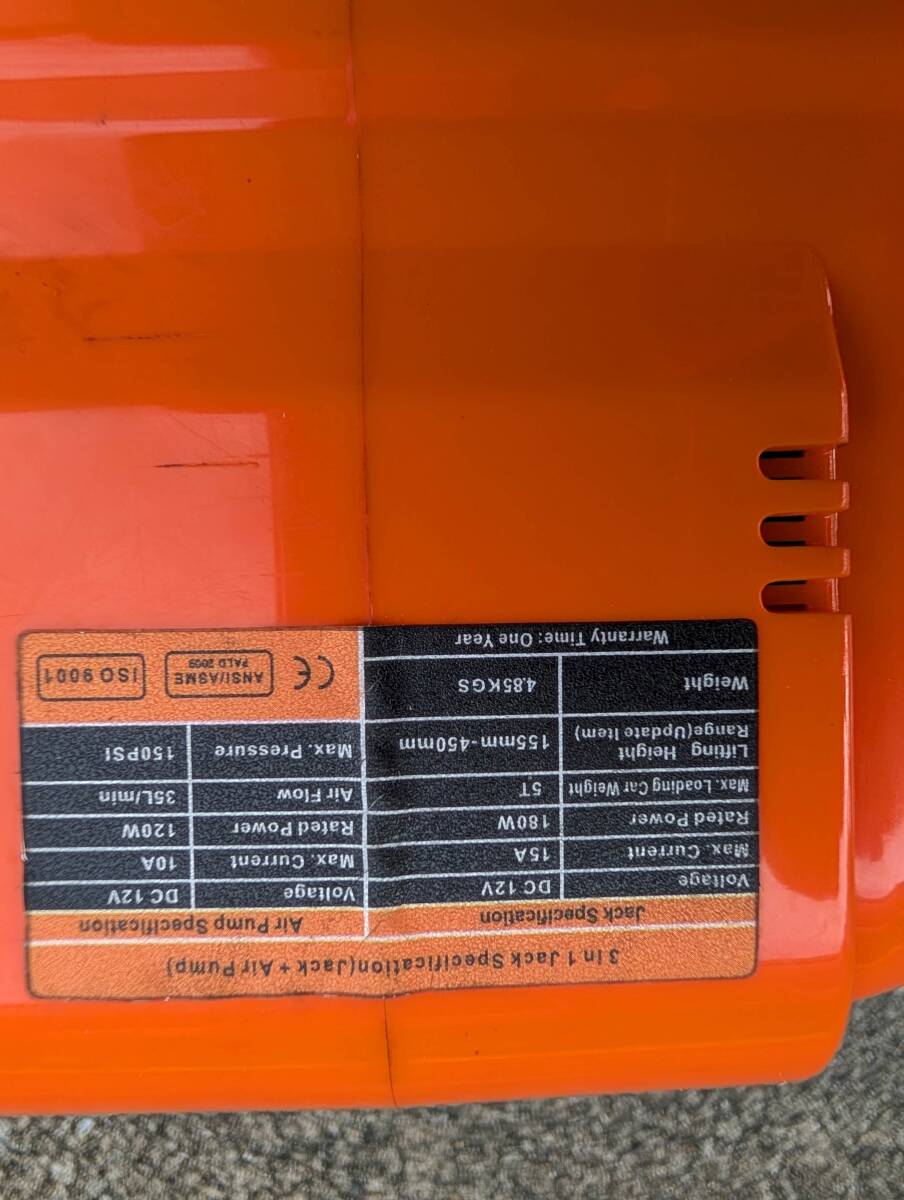 3 in 1 Jack Specification(Jack + Air Pump)
Jack Specification
Voltage DC 12V
Max. Current 15A
Rated Power 180W
Max. Loading Car Weight 5T
Lifting Height
Range(Update Item) 155mm-450mm
Weight 4.85KGS
Warranty Time: One Year
Air Pump Specification
Voltage DC 12V
Max. Current 10A
Rated Power 120W
Air Flow 35L/min
Max. Pressure 150PSI
CE
ANSI/ASME
PALD 2009
ISO 9001